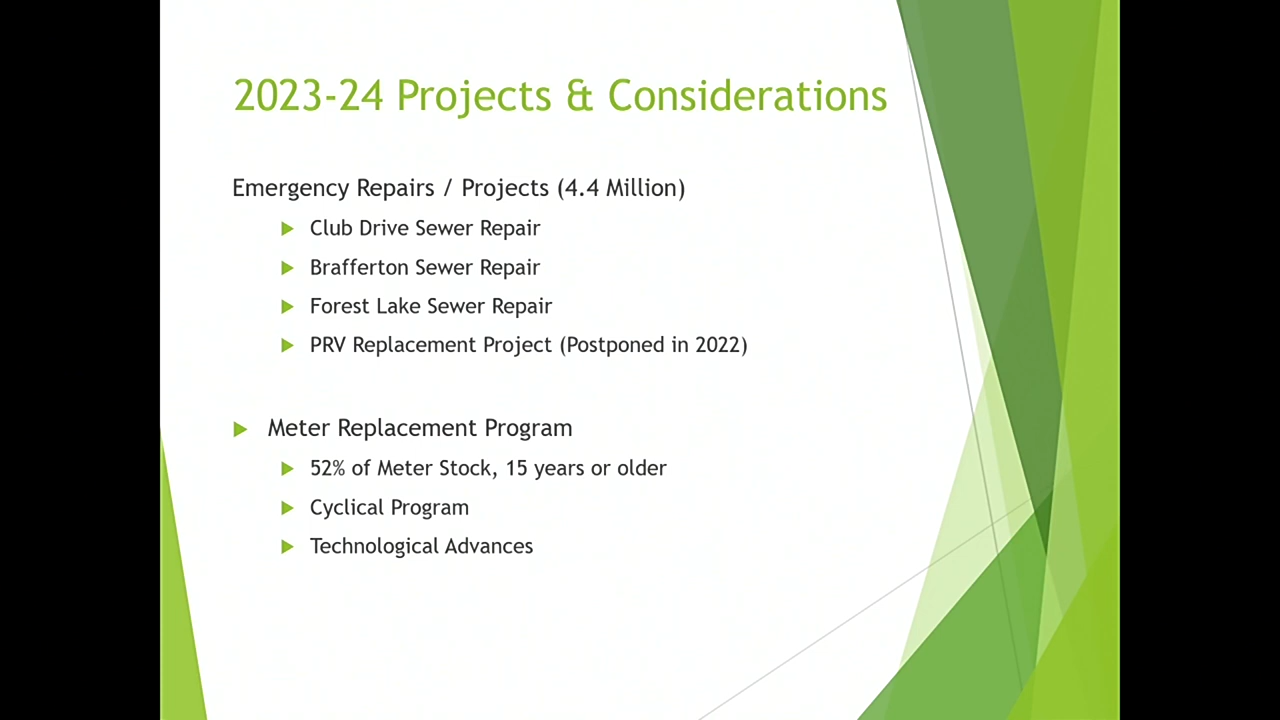 2023-24 Projects & Considerations
Emergency Repairs / Projects (4.4 Million)
Club Drive Sewer Repair
Brafferton Sewer Repair
Forest Lake Sewer Repair
PRV Replacement Project (Postponed in 2022)
Meter Replacement Program
52% of Meter Stock, 15 years or older
Cyclical Program
Technological Advances